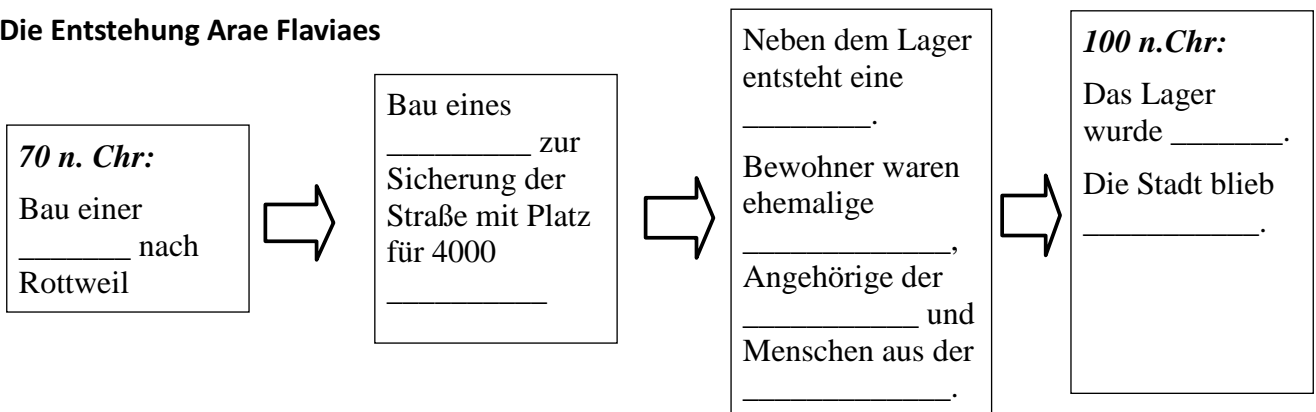 Die Entstehung Arae Flaviaes
70 n. Chr:
Bau einer
_______ nach
Rottweil
Bau eines
_________ zur
Sicherung der
Straße mit Platz
für 4000
__________
Neben dem Lager
entsteht eine
________.
Bewohner waren
ehemalige
_____________,
Angehörige der
___________ und
Menschen aus der
_____________.
100 n.Chr:
Das Lager
wurde _______.
Die Stadt blieb
___________.